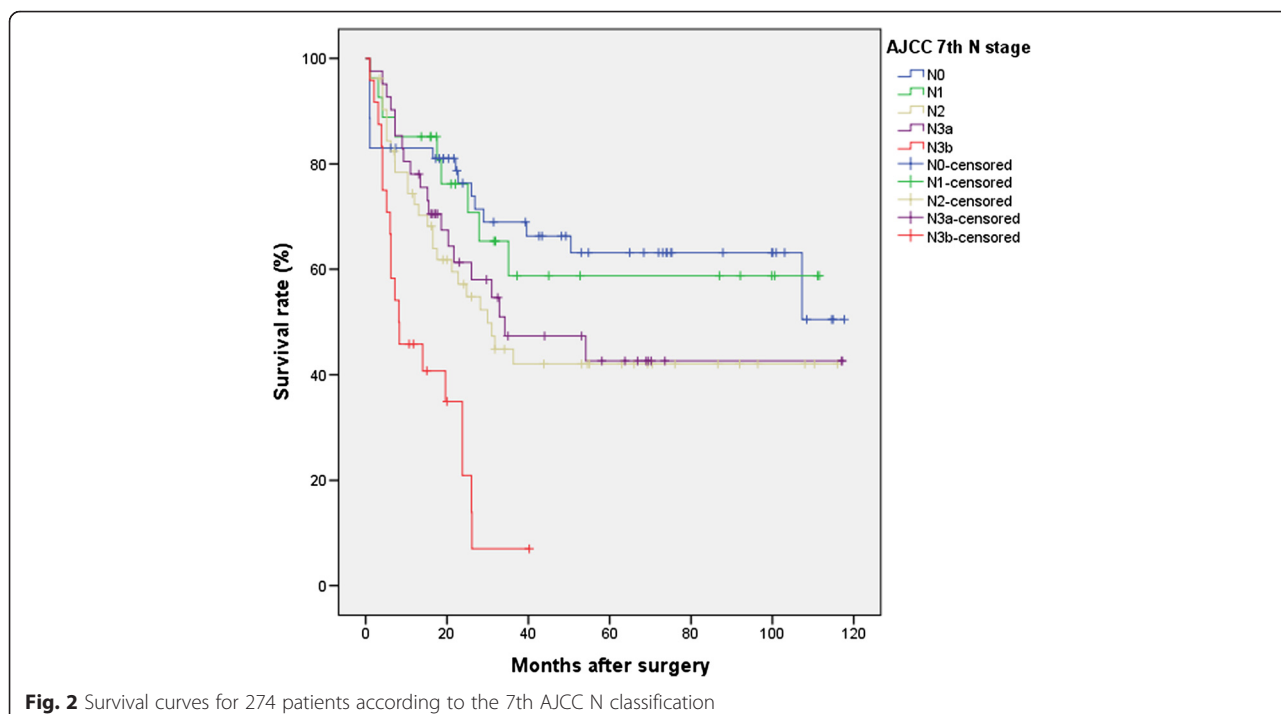 AJCC 7th N stage
N0
N1
N2
N3a
N3b
N0-censored
N1-censored
N2-censored
N3a-censored
N3b-censored
Survival rate (%)
100
80
60
40
20
0
0 20 40 60 80 100 120
Months after surgery
Fig. 2 Survival curves for 274 patients according to the 7th AJCC N classification